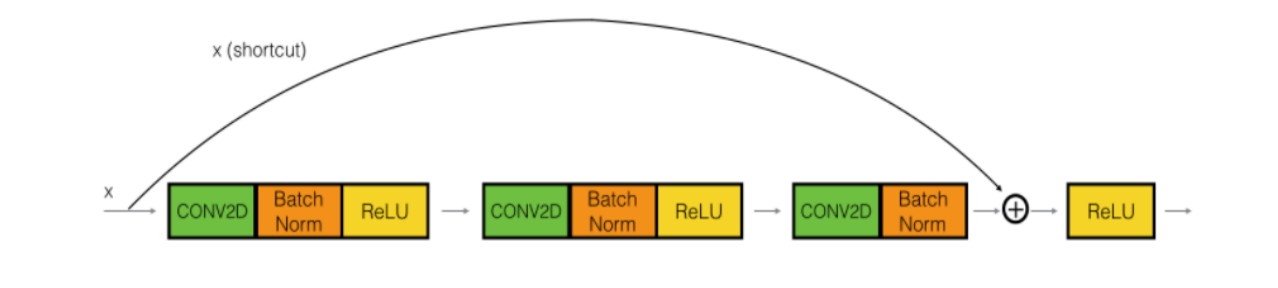 x (shortcut)
x
CONV2D
Batch
Norm
ReLU
CONV2D
Batch
Norm
ReLU
CONV2D
Batch
Norm
+
ReLU